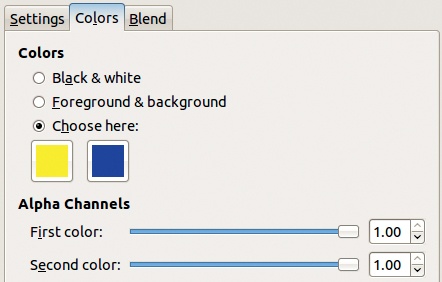 Settings Colors Blend
Colors
Black & white
Foreground & background
Choose here:
Alpha Channels
First color: 1.00
Second color: 1.00